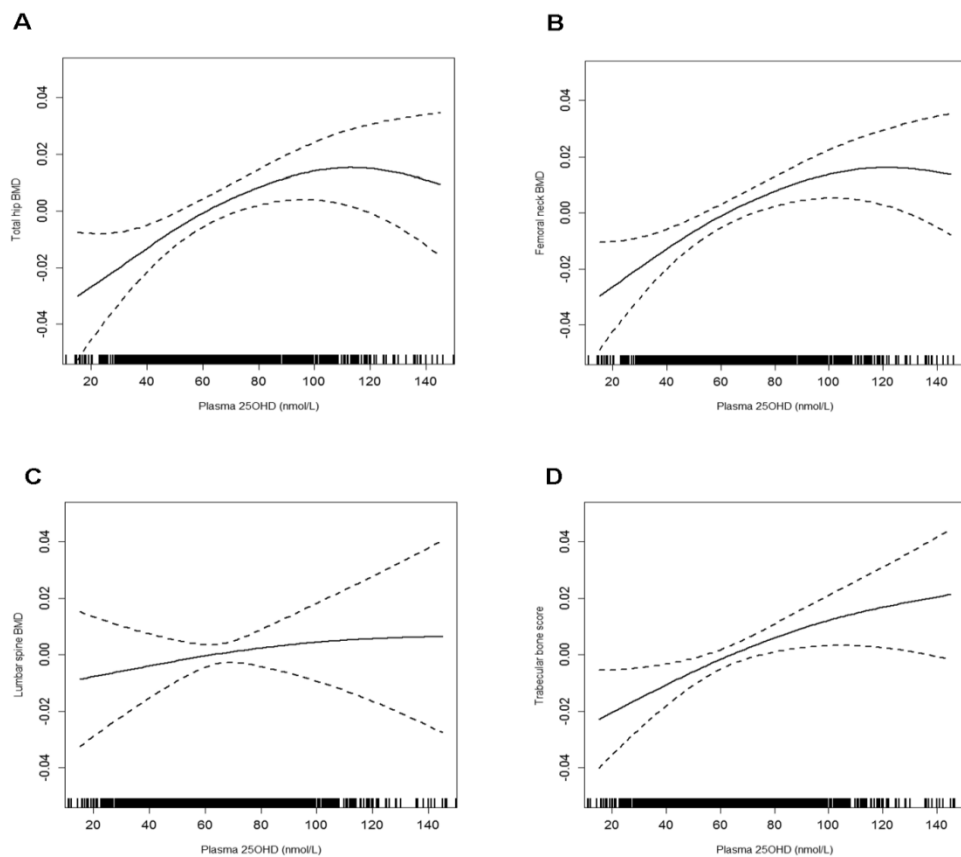 A
Total hip BMD
0.04
0.02
0.00
-0.02
-0.04
20 40 60 80 100 120 140
Plasma 25OHD (nmol/L)
B
Femoral neck BMD
0.04
0.02
0.00
-0.02
-0.04
20 40 60 80 100 120 140
Plasma 25OHD (nmol/L)
C
Lumbar spine BMD
0.04
0.02
0.00
-0.02
-0.04
20 40 60 80 100 120 140
Plasma 25OHD (nmol/L)
D
Trabecular bone score
0.04
0.02
0.00
-0.02
-0.04
20 40 60 80 100 120 140
Plasma 25OHD (nmol/L)